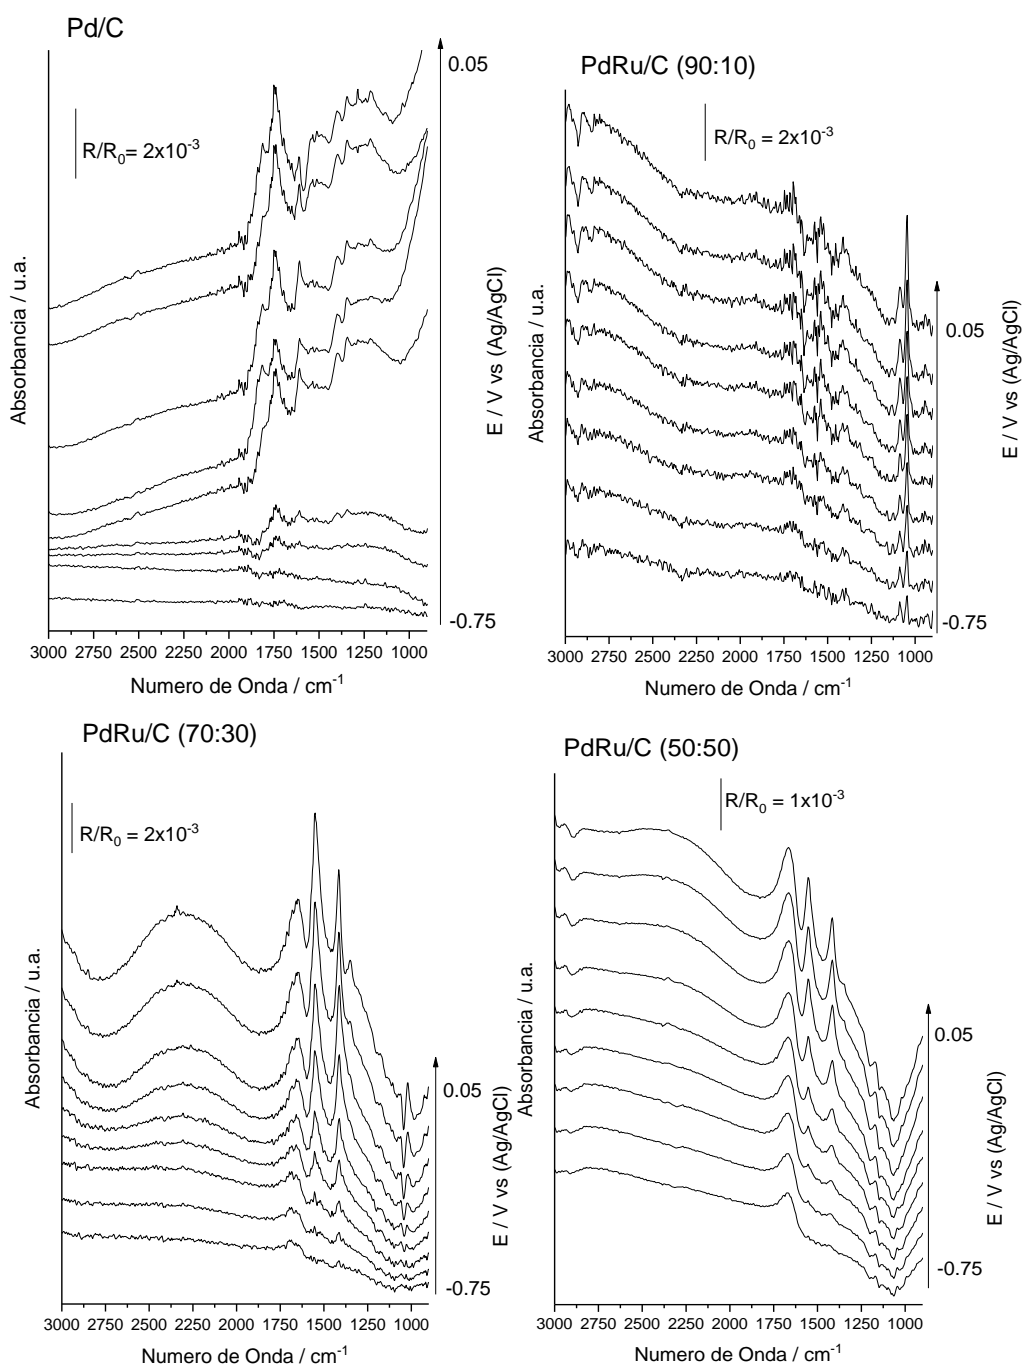 Pd/C
0.05
R/R0= 2x10-3
Absorbancia / u.a.
E / V vs (Ag/AgCl)
-0.75
3000 2750 2500 2250 2000 1750 1500 1250 1000
Numero de Onda / cm-1
PdRu/C (90:10)
R/R0 = 2x10-3
Absorbancia / u.a.
0.05
E / V vs (Ag/AgCl)
-0.75
3000 2750 2500 2250 2000 1750 1500 1250 1000
Numero de Onda / cm-1
PdRu/C (70:30)
R/R0 = 2x10-3
Absorbancia / u.a.
0.05
E / V vs (Ag/AgCl)
-0.75
3000 2750 2500 2250 2000 1750 1500 1250 1000
Numero de Onda / cm-1
PdRu/C (50:50)
R/R0 = 1x10-3
Absorbancia / u.a.
0.05
E / V vs (Ag/AgCl)
-0.75
3000 2750 2500 2250 2000 1750 1500 1250 1000
Numero de Onda / cm-1